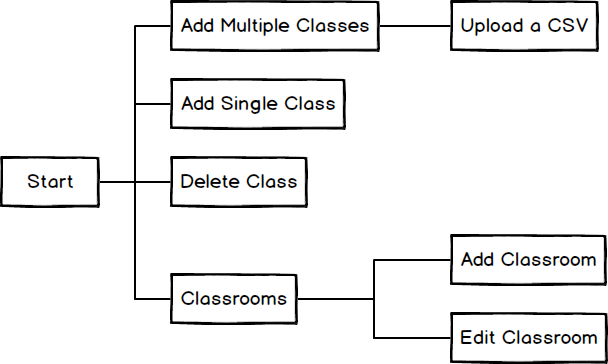 Start
Add Multiple Classes
Upload a CSV
Add Single Class
Delete Class
Classrooms
Add Classroom
Edit Classroom